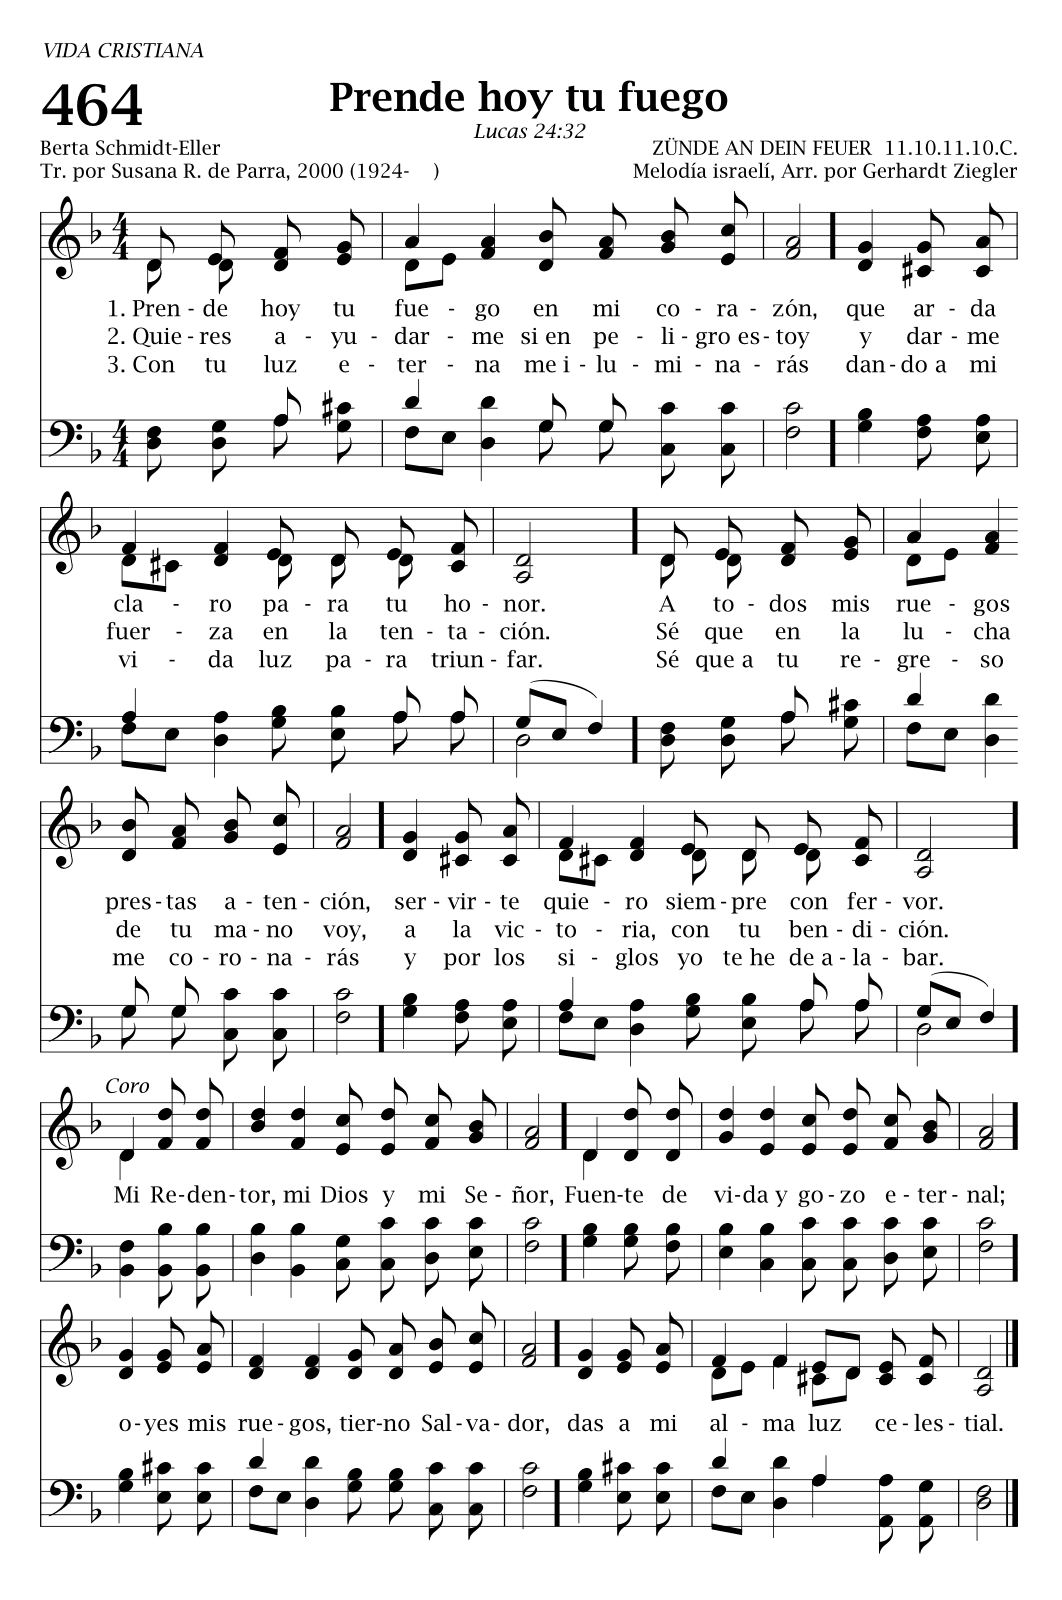 VIDA CRISTIANA
464
Prende hoy tu fuego
Lucas 24:32
Berta Schmidt-Eller
ZÜNDE AN DEIN FEUER 11.10.11.10.C.
Tr. por Susana R. de Parra, 2000 (1924- )
Melodía israelí, Arr. por Gerhardt Ziegler
1. Pren - de hoy tu fue - go en mi co - ra - zón, que ar - da
2. Quie - res a - yu - dar - me si en pe - li - gro es - toy y dar - me
3. Con tu luz e - ter - na me i - lu - mi - na - rás dan - do a mi
cla - ro pa - ra tu ho - nor. A to - dos mis rue - gos
fuer - za en la ten - ta - ción. Sé que en la lu - cha
vi - da luz pa - ra triun - far. Sé que a tu re - gre - so
pres - tas a - ten - ción, ser - vir - te quie - ro siem - pre con fer - vor.
de tu ma - no voy, a la vic - to - ria, con tu ben - di - ción.
me co - ro - na - rás y por los si - glos yo te he de a - la - bar.
Coro
Mi Re - den - tor, mi Dios y mi Se - ñor, Fuen - te de vi - da y go - zo e - ter - nal;
o - yes mis rue - gos, tier - no Sal - va - dor, das a mi al - ma luz ce - les - tial.